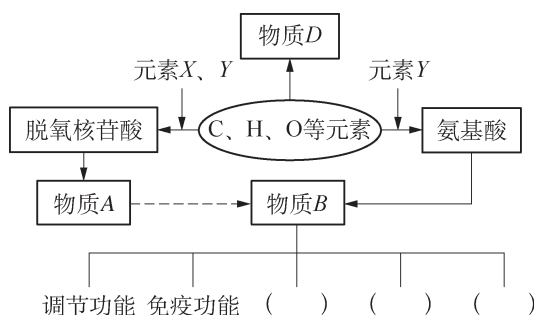 物质D
元素X、Y
元素Y
脱氧核苷酸
C、H、O等元素
氨基酸
物质A
物质B
调节功能 免疫功能 (　　) (　　) (　　)